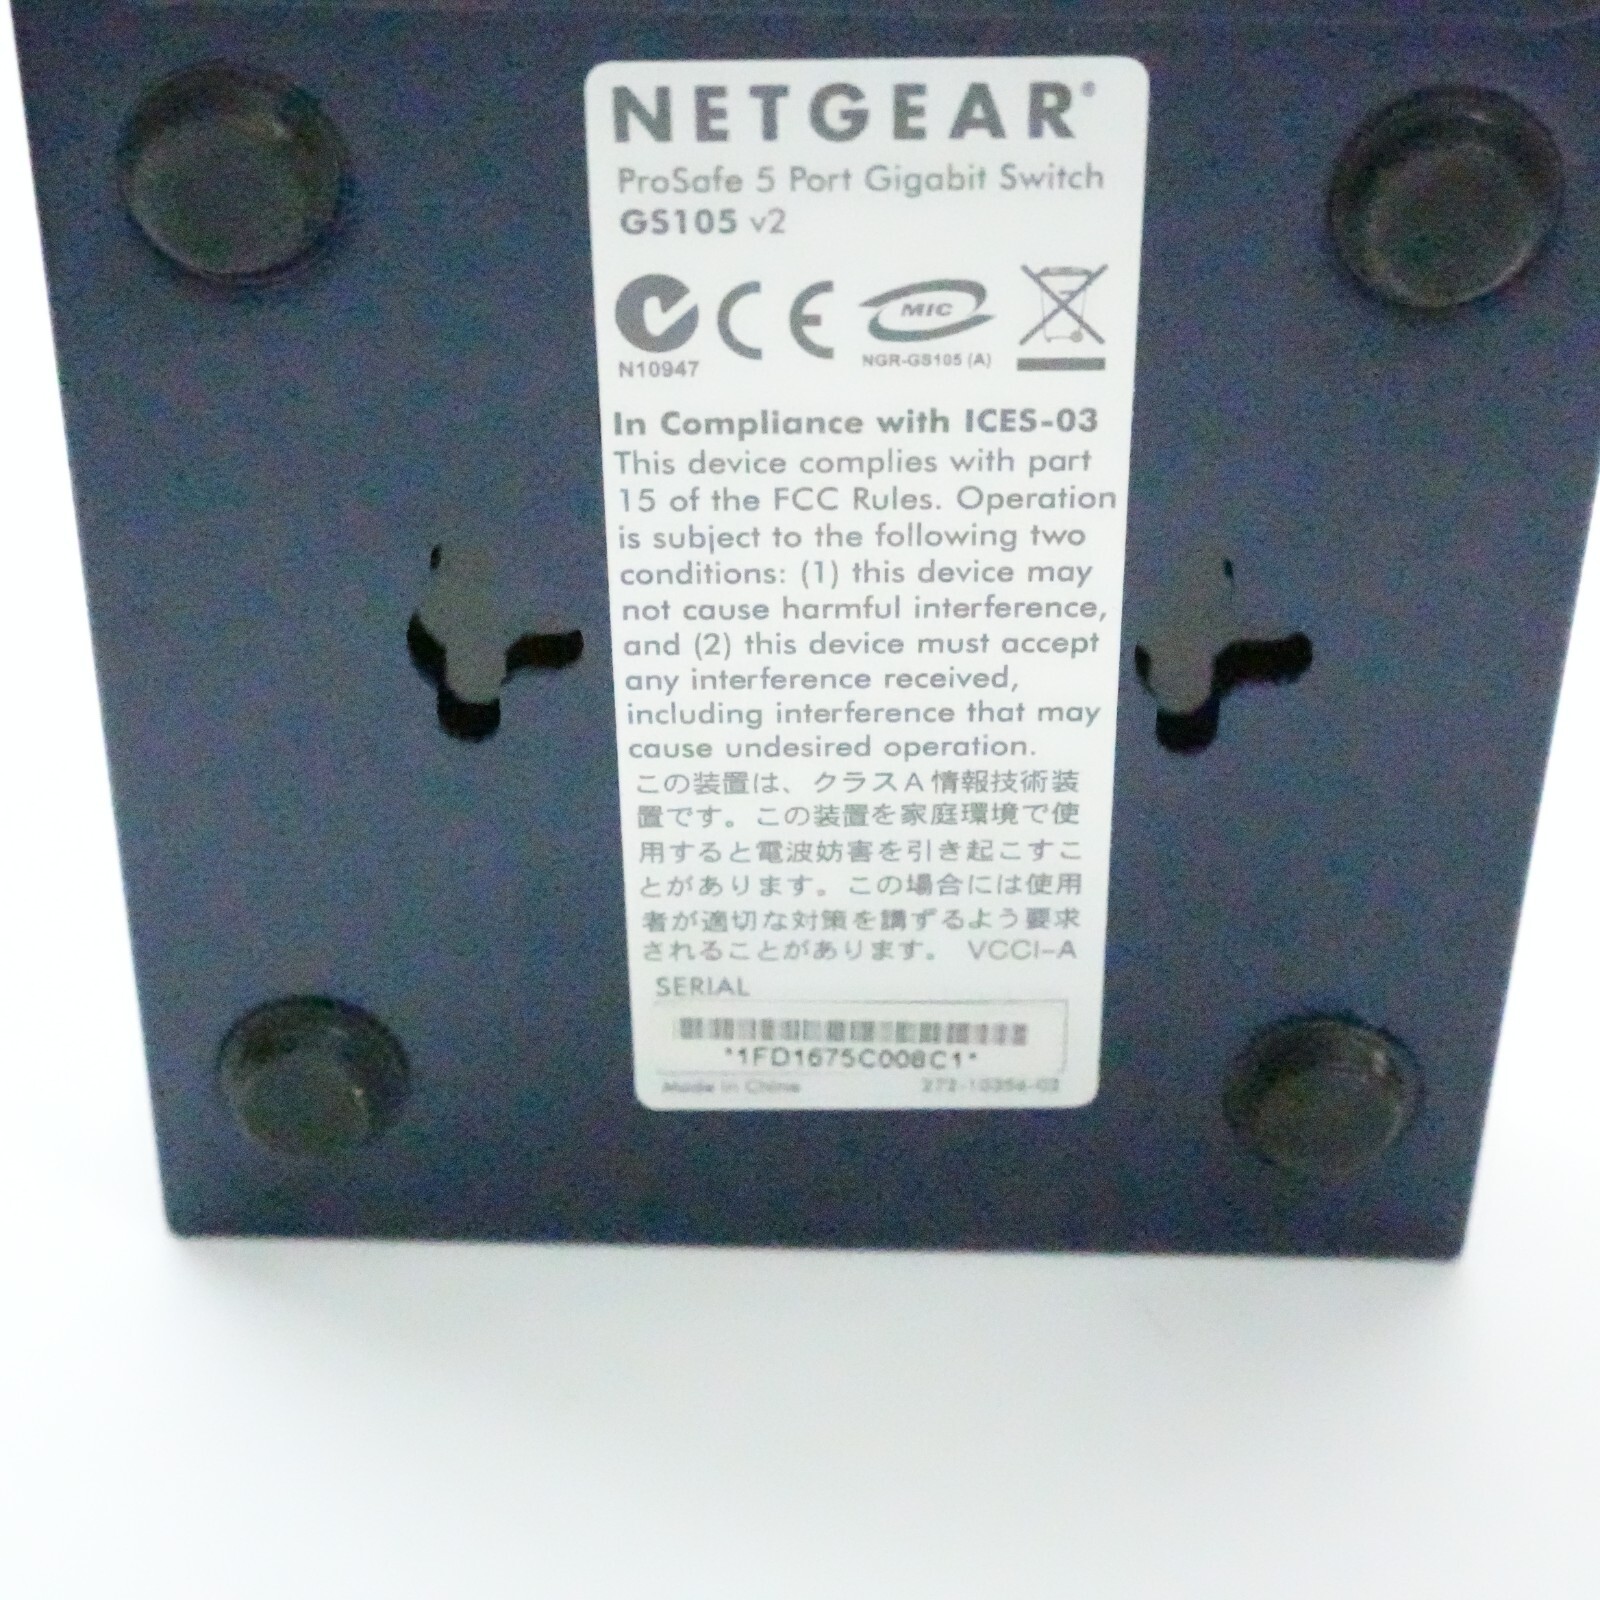 NETGEAR®
ProSafe 5 Port Gigabit Switch
GS105 v2
CE
MIC
N10947
NGR-GS105 (A)
In Compliance with ICES-03
This device complies with part
15 of the FCC Rules. Operation
is subject to the following two
conditions: (1) this device may
not cause harmful interference,
and (2) this device must accept
any interference received,
including interference that may
cause undesired operation.
この装置は、クラスA情報技術装
置です。この装置を家庭環境で使
用すると電波妨害を引き起こすこ
とがあります。この場合には使用
者が適切な対策を講ずるよう要求
されることがあります。 VCCI-A
SERIAL
*1FD1675C008C1*
Made in China